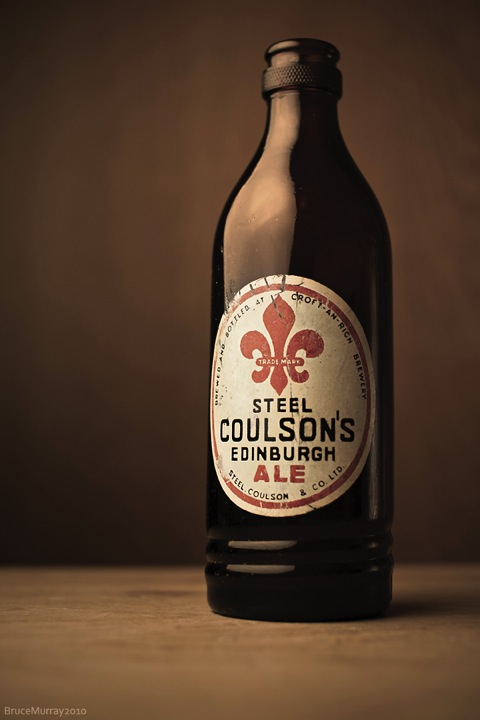 BREWED AND BOTTLED AT CROFT-AN-RIGH BREWERY
TRADE MARK
STEEL
COULSON'S
EDINBURGH
ALE
STEEL, COULSON & CO. LTD.
BruceMurray2010